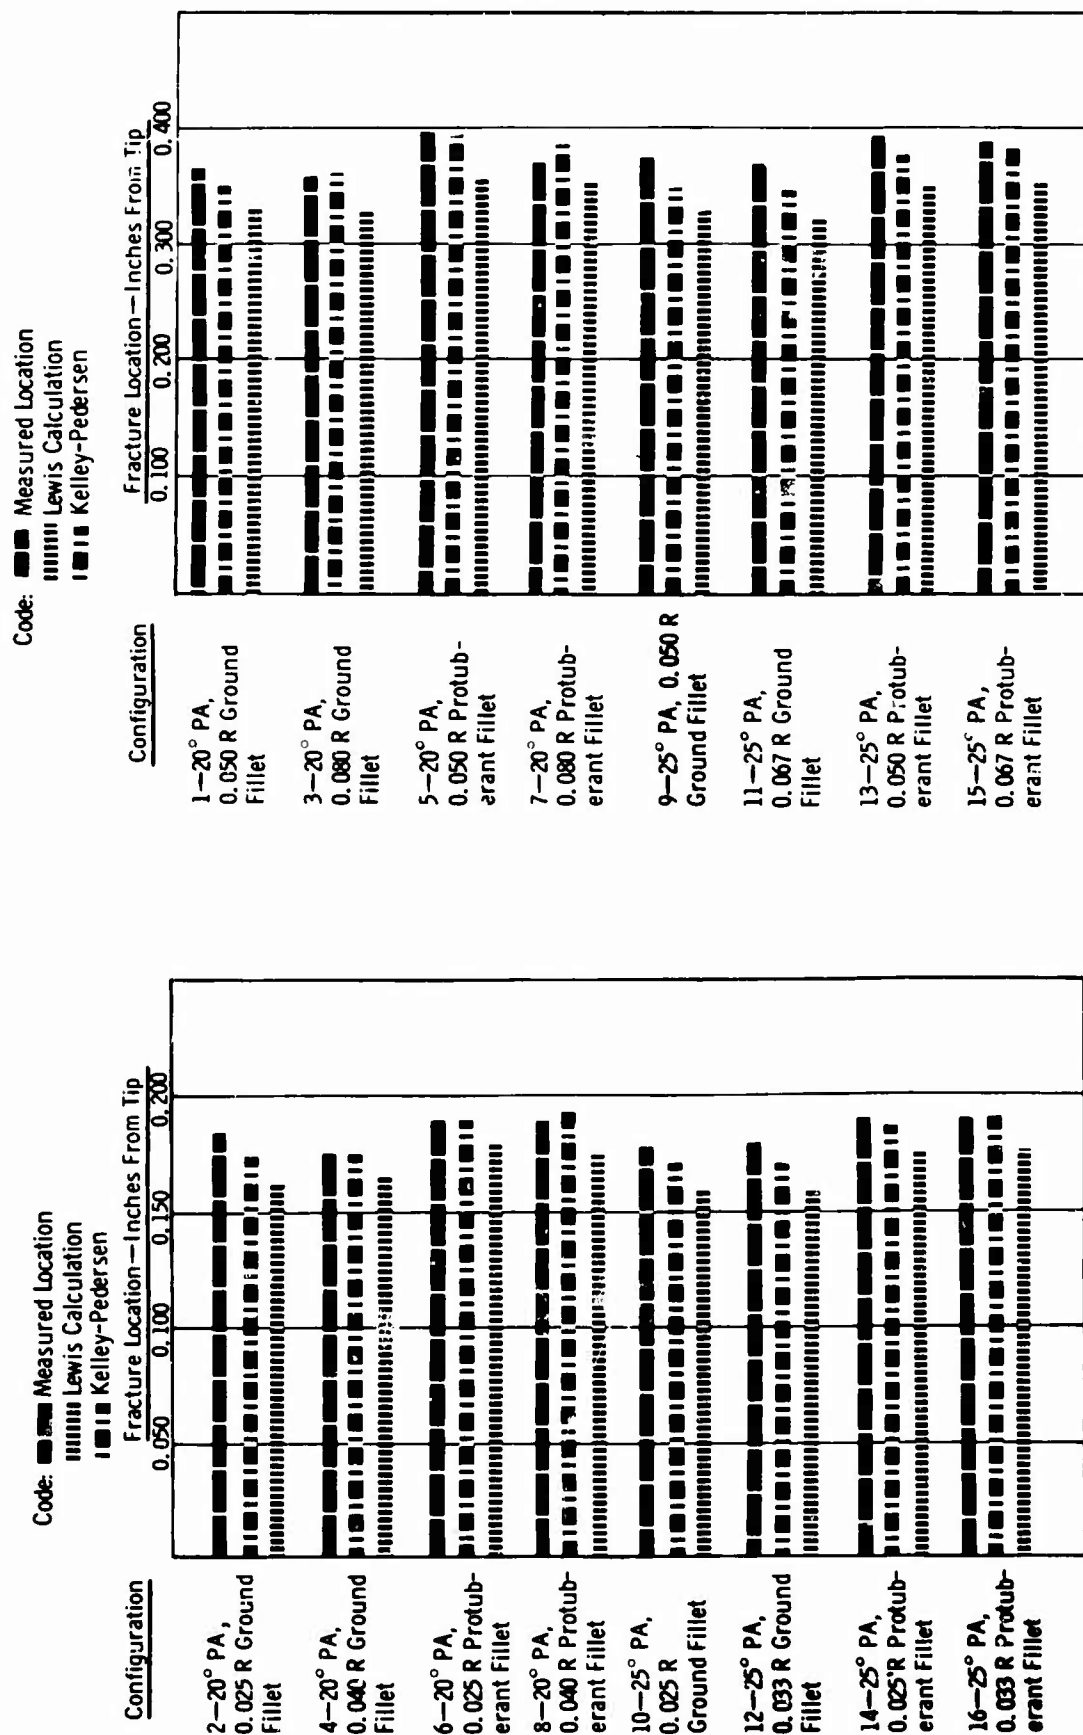 Code: Measured Location
Lewis Calculation
Kelley-Pedersen
Configuration
Fracture Location—Inches From Tip
0.050 0.100 0.150 0.200
2—20° PA,
0.025 R Ground
Fillet
4—20° PA,
0.040 R Ground
Fillet
6—20° PA,
0.025 R Protub-
erant Fillet
8—20° PA,
0.040 R Protub-
erant Fillet
10—25° PA,
0.025 R
Ground Fillet
12—25° PA,
0.033 R Ground
Fillet
14—25° PA,
0.025 R Protub-
erant Fillet
16—25° PA,
0.033 R Protub-
erant Fillet
Code: Measured Location
Lewis Calculation
Kelley-Pedersen
Configuration
Fracture Location—Inches From Tip
0.100 0.200 0.300 0.400
1—20° PA,
0.050 R Ground
Fillet
3—20° PA,
0.080 R Ground
Fillet
5—20° PA,
0.050 R Protub-
erant Fillet
7—20° PA,
0.080 R Protub-
erant Fillet
9—25° PA, 0.050 R
Ground Fillet
11—25° PA,
0.067 R Ground
Fillet
13—25° PA,
0.050 R Protub-
erant Fillet
15—25° PA,
0.067 R Protub-
erant Fillet